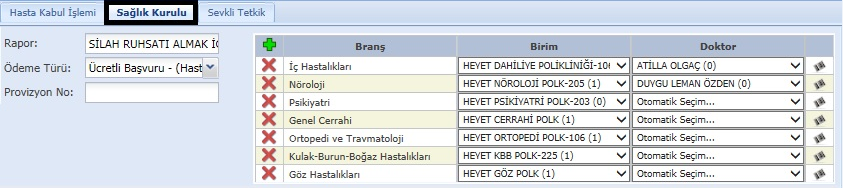 Hasta Kabul İşlemi Sağlık Kurulu Sevkli Tetkik
Rapor: SİLAH RUHSATI ALMAK İÇ
Ödeme Türü: Ücretli Başvuru - (Hast
Provizyon No:
Branş Birim Doktor
İç Hastalıkları HEYET DAHİLİYE POLİKLİNİĞİ-106 ATİLLA OLGAÇ (0)
Nöroloji HEYET NÖROLOJİ POLK-205 (1) DUYGU LEMAN ÖZDEN (0)
Psikiyatri HEYET PSİKİYATRİ POLK-203 (0) Otomatik Seçim...
Genel Cerrahi HEYET CERRAHİ POLK (1) Otomatik Seçim...
Ortopedi ve Travmatoloji HEYET ORTOPEDİ POLK-106 (1) Otomatik Seçim...
Kulak-Burun-Boğaz Hastalıkları HEYET KBB POLK-225 (1) Otomatik Seçim...
Göz Hastalıkları HEYET GÖZ POLK (1) Otomatik Seçim...